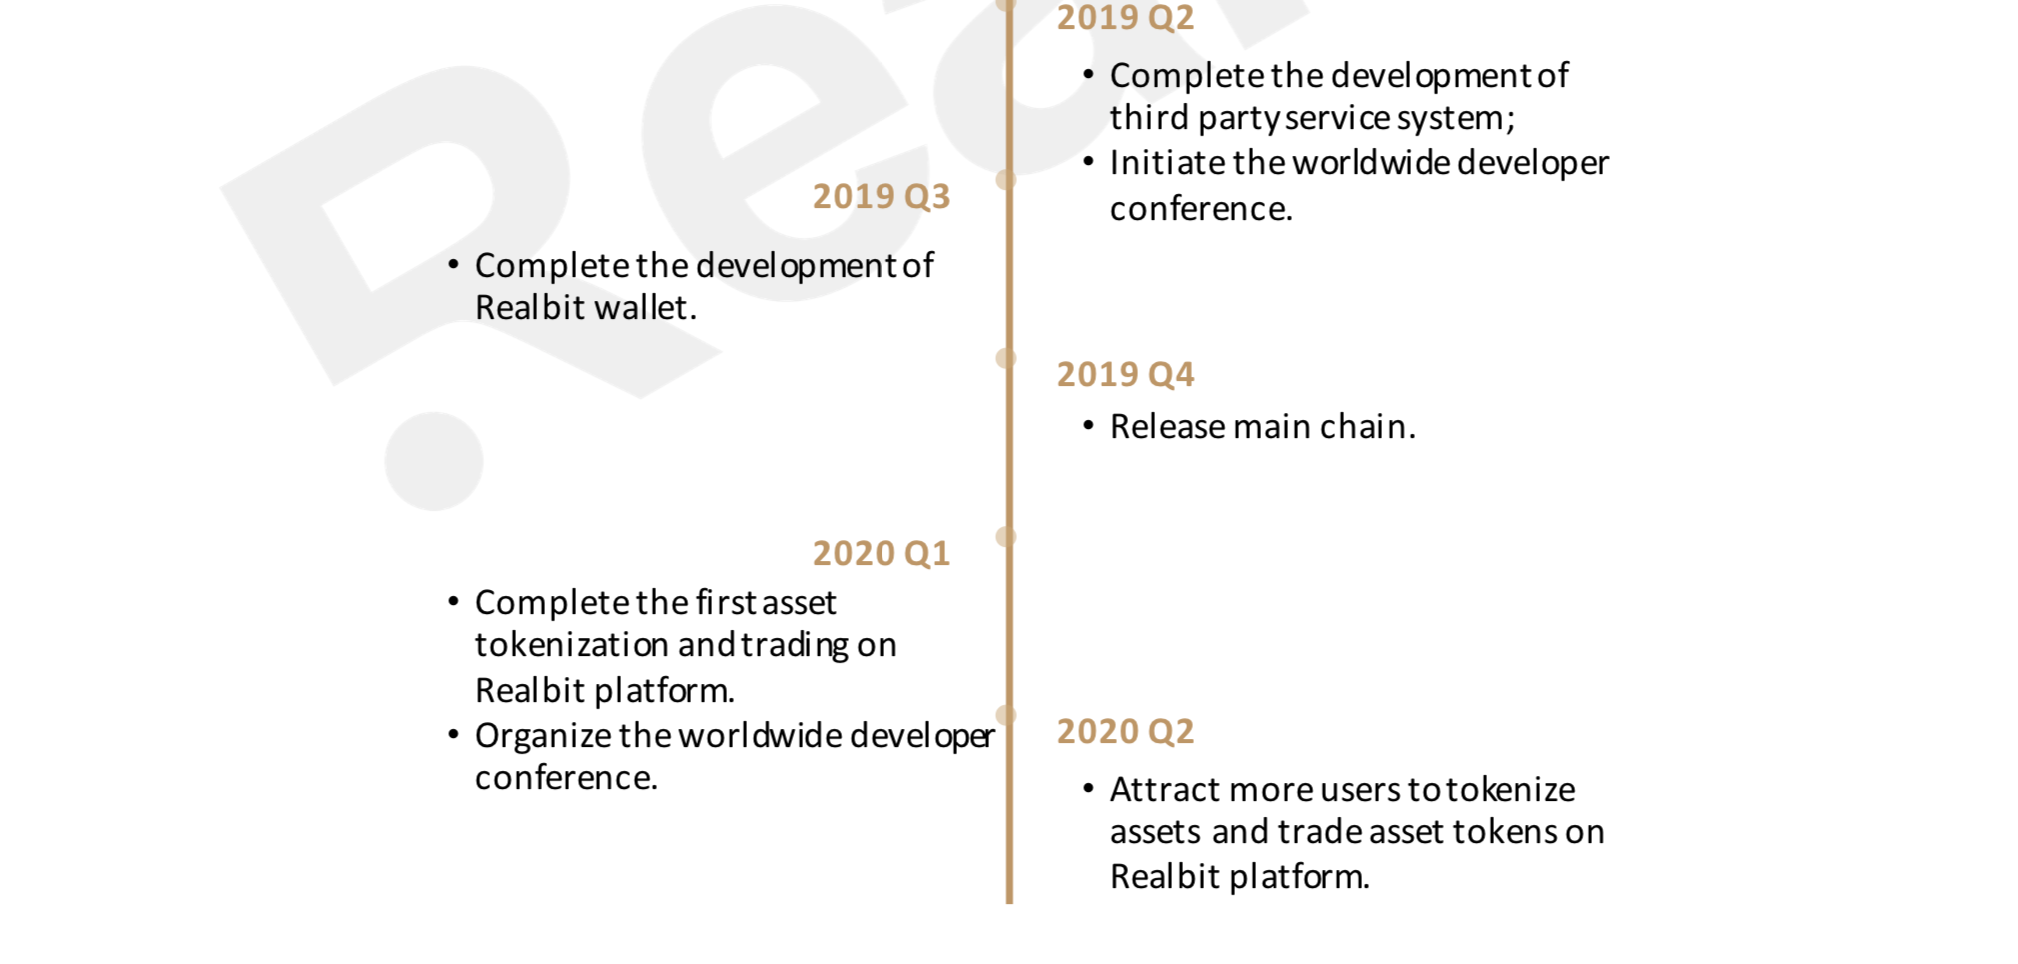 2019 Q2
• Complete the development of
third party service system;
• Initiate the worldwide developer
conference.
2019 Q3
• Complete the development of
Realbit wallet.
2019 Q4
• Release main chain.
2020 Q1
• Complete the first asset
tokenization and trading on
Realbit platform.
• Organize the worldwide developer
conference.
2020 Q2
• Attract more users to tokenize
assets and trade asset tokens on
Realbit platform.
Rea